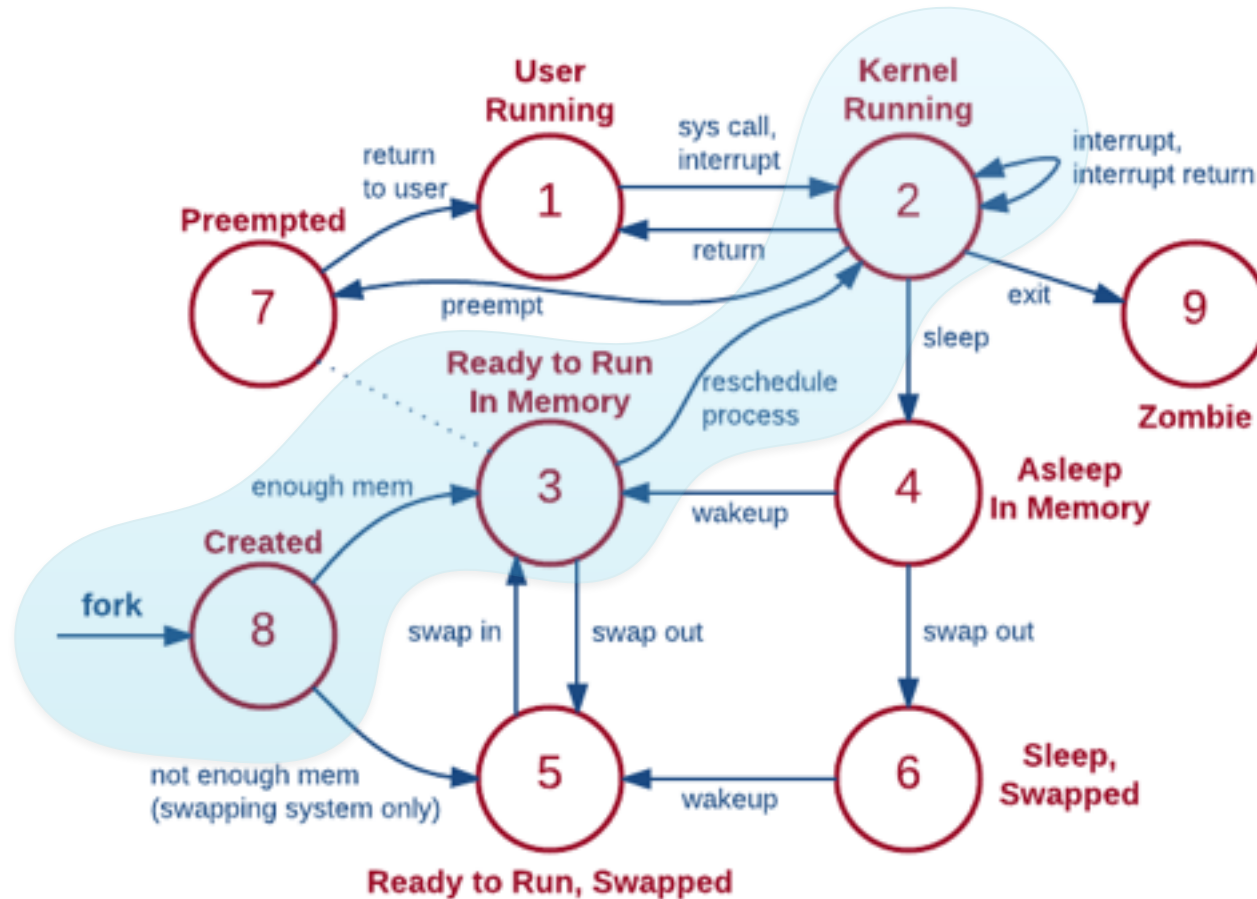 User
Running
Kernel
Running
sys call,
interrupt
interrupt,
interrupt return
return
to user
Preempted
1
2
return
7
preempt
exit
9
sleep
Zombie
Ready to Run
In Memory
reschedule
process
enough mem
3
wakeup
4
Asleep
In Memory
Created
fork
8
swap in
swap out
swap out
not enough mem
(swapping system only)
5
wakeup
6
Sleep,
Swapped
Ready to Run, Swapped